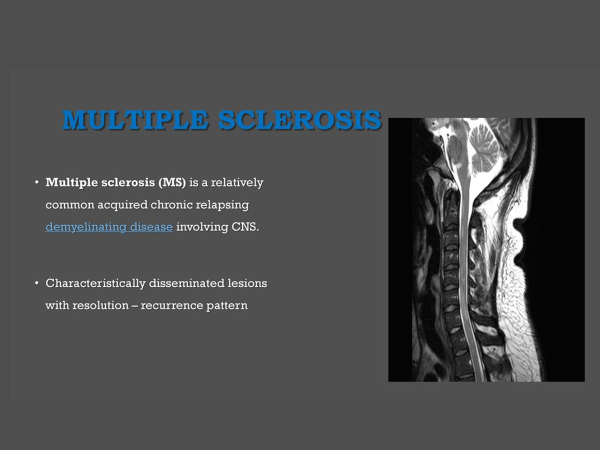 MULTIPLE SCLEROSIS
• Multiple sclerosis (MS) is a relatively
common acquired chronic relapsing
demyelinating disease involving CNS.
• Characteristically disseminated lesions
with resolution – recurrence pattern